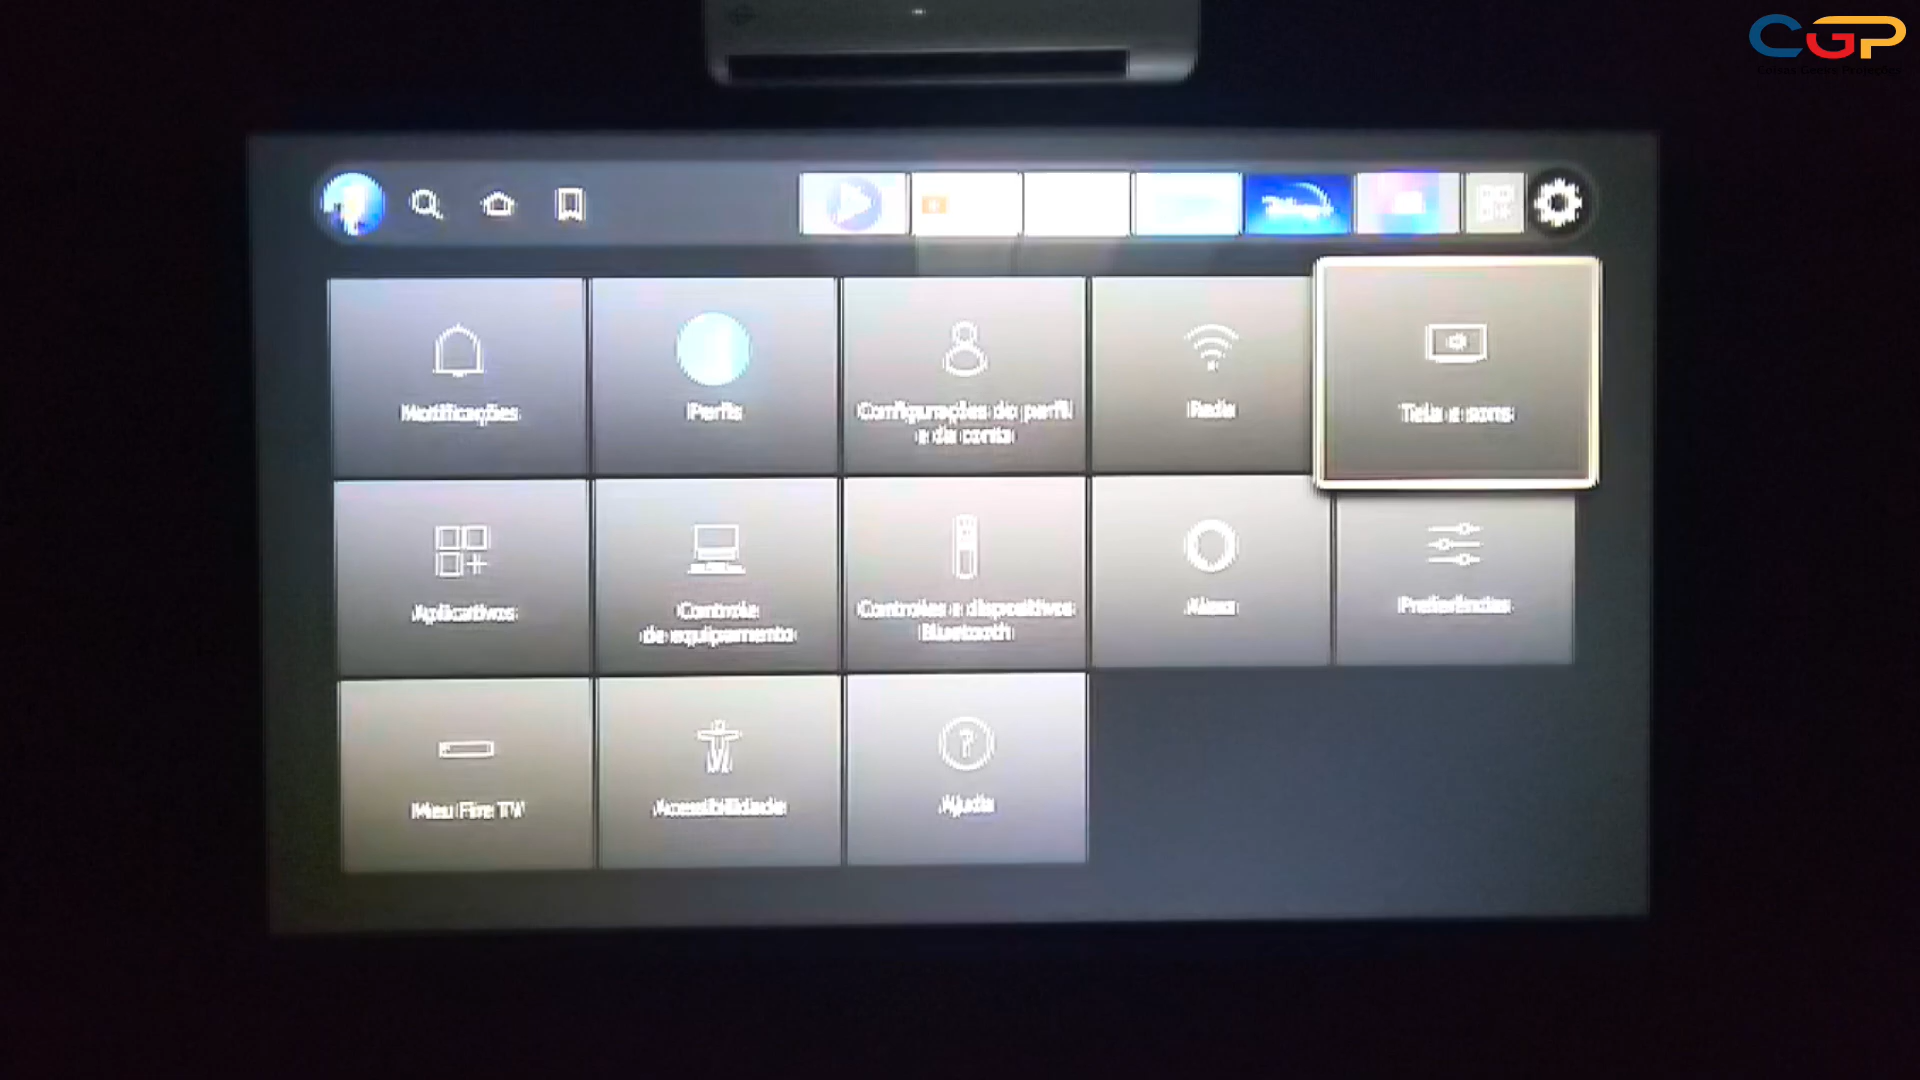 CGP
Notificações
Perfis
Configurações do perfil
e da conta
Rede
Tela e sons
Aplicativos
Controle
de equipamento
Controles e dispositivos
Bluetooth
Alexa
Preferências
Meu Fire TV
Acessibilidade
Ajuda